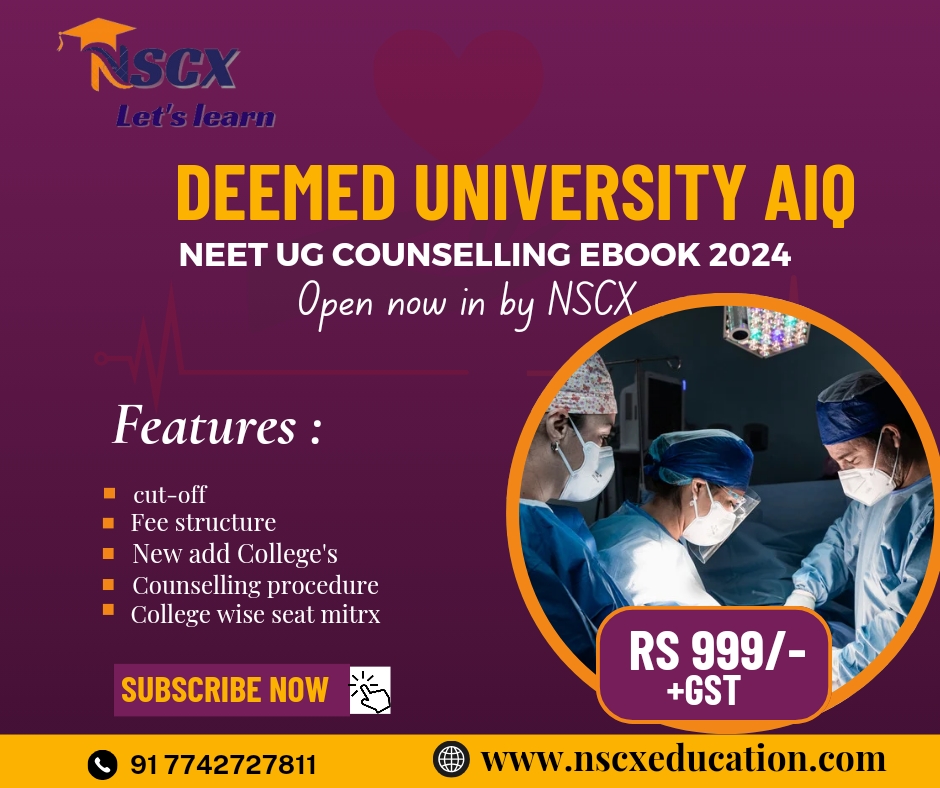 NSCX
Let's learn
DEEMED UNIVERSITY AIQ
NEET UG COUNSELLING EBOOK 2024
Open now in by NSCX
Features :
cut-off
Fee structure
New add College's
Counselling procedure
College wise seat mitrx
RS 999/-
+GST
SUBSCRIBE NOW
91 7742727811
www.nscxeducation.com